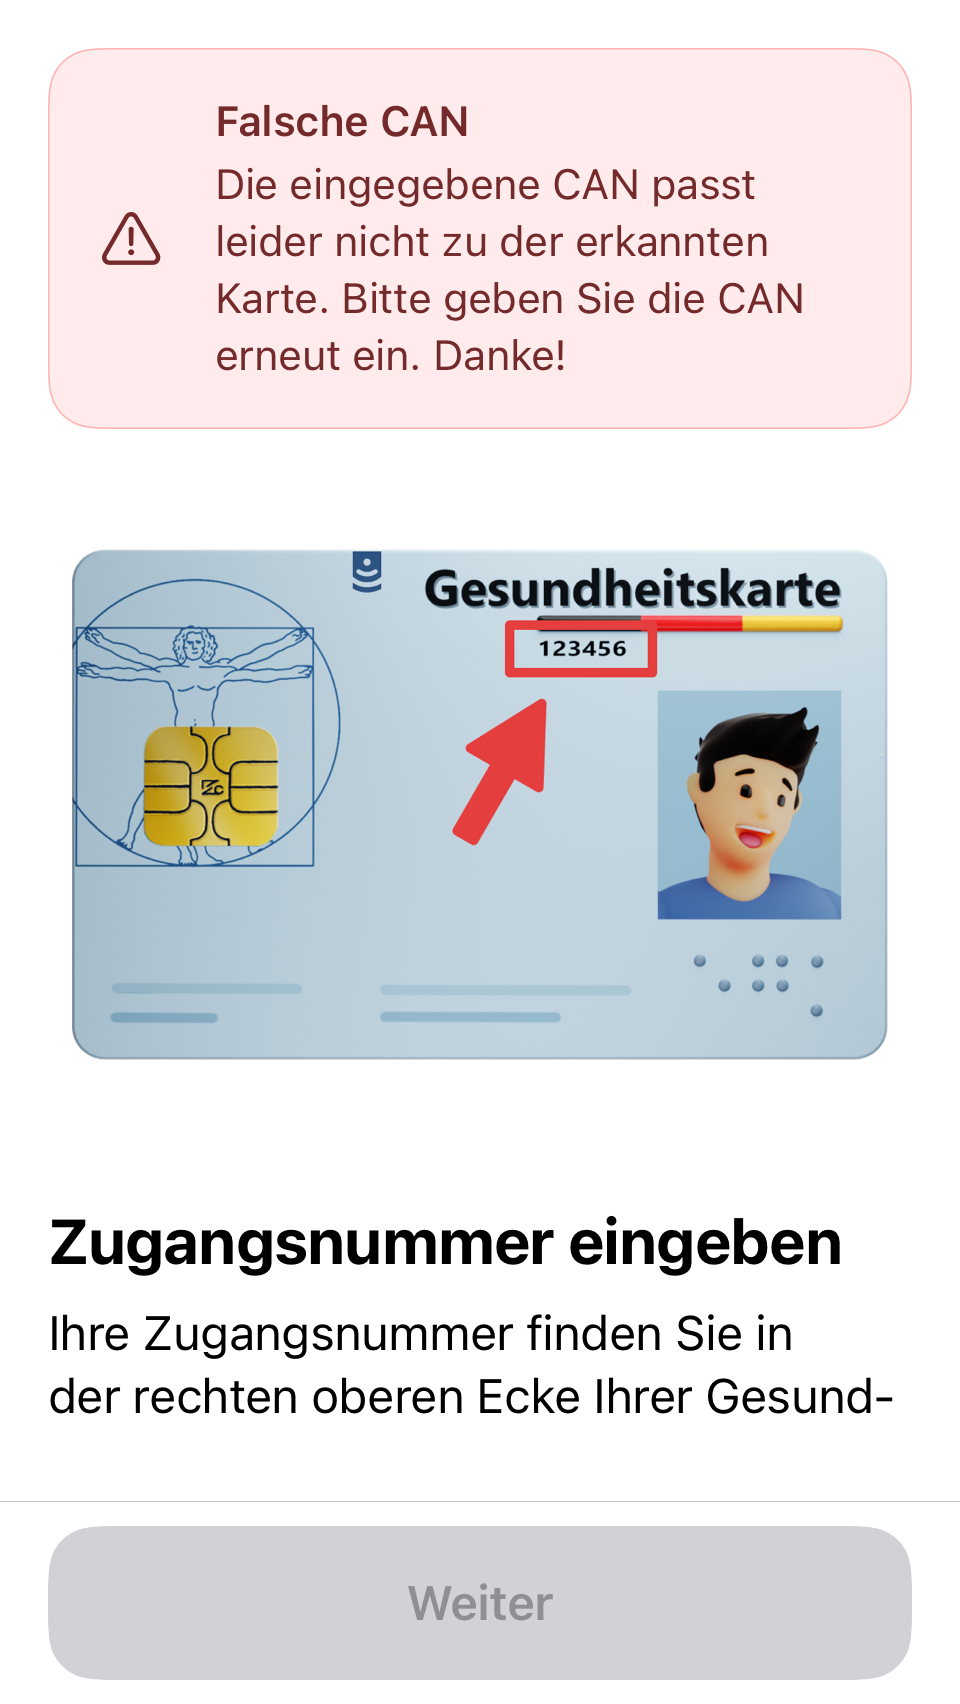 Falsche CAN
Die eingegebene CAN passt
leider nicht zu der erkannten
Karte. Bitte geben Sie die CAN
erneut ein. Danke!
Gesundheitskarte
123456
Zugangsnummer eingeben
Ihre Zugangsnummer finden Sie in
der rechten oberen Ecke Ihrer Gesund-
Weiter